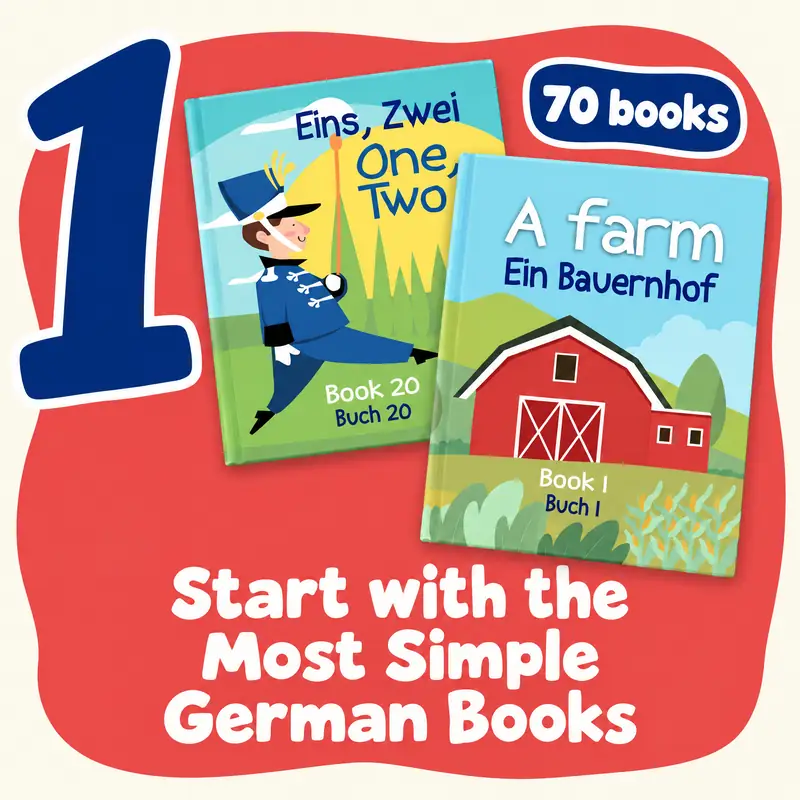 1
70 books
Eins, Zwei
One,
Two
Book 20
Buch 20
A farm
Ein Bauernhof
Book 1
Buch 1
Start with the
Most Simple
German Books